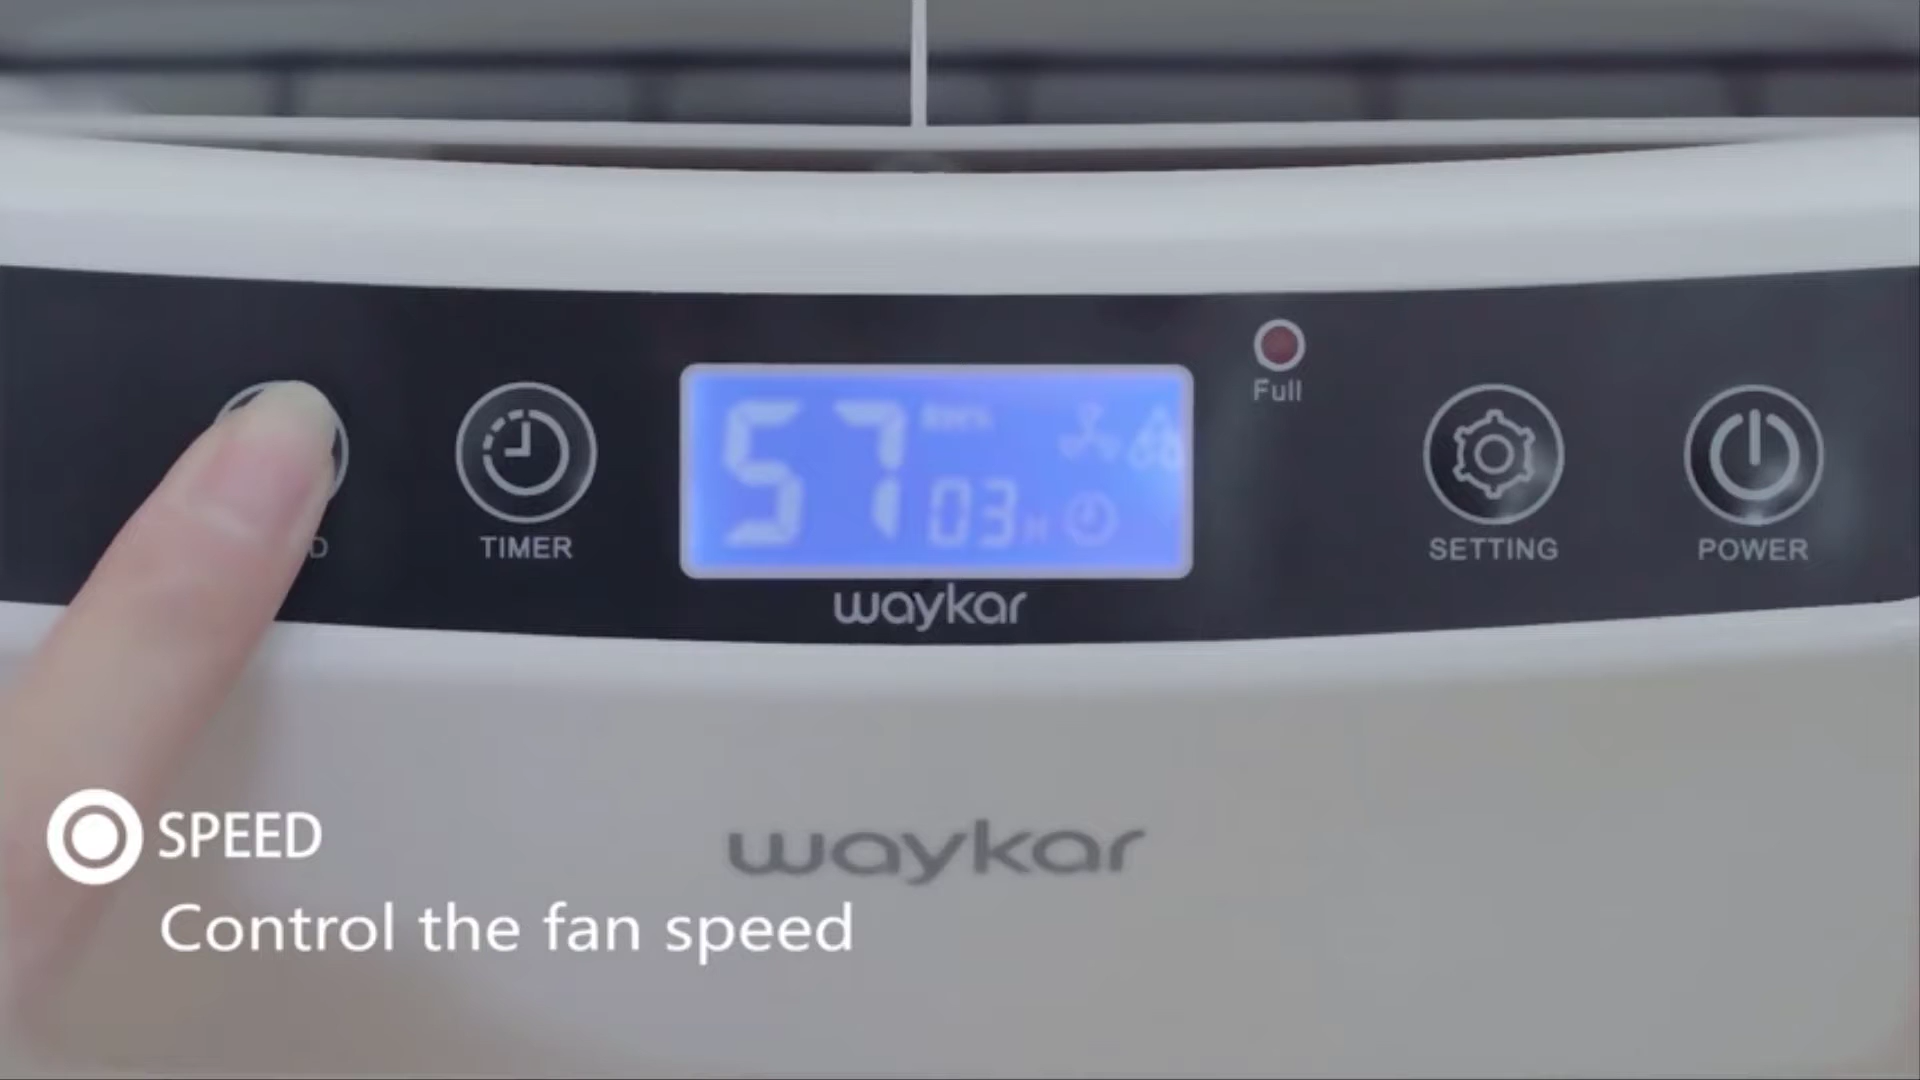 Full
57
03H
D
TIMER
SETTING
POWER
waykar
waykar
SPEED
Control the fan speed